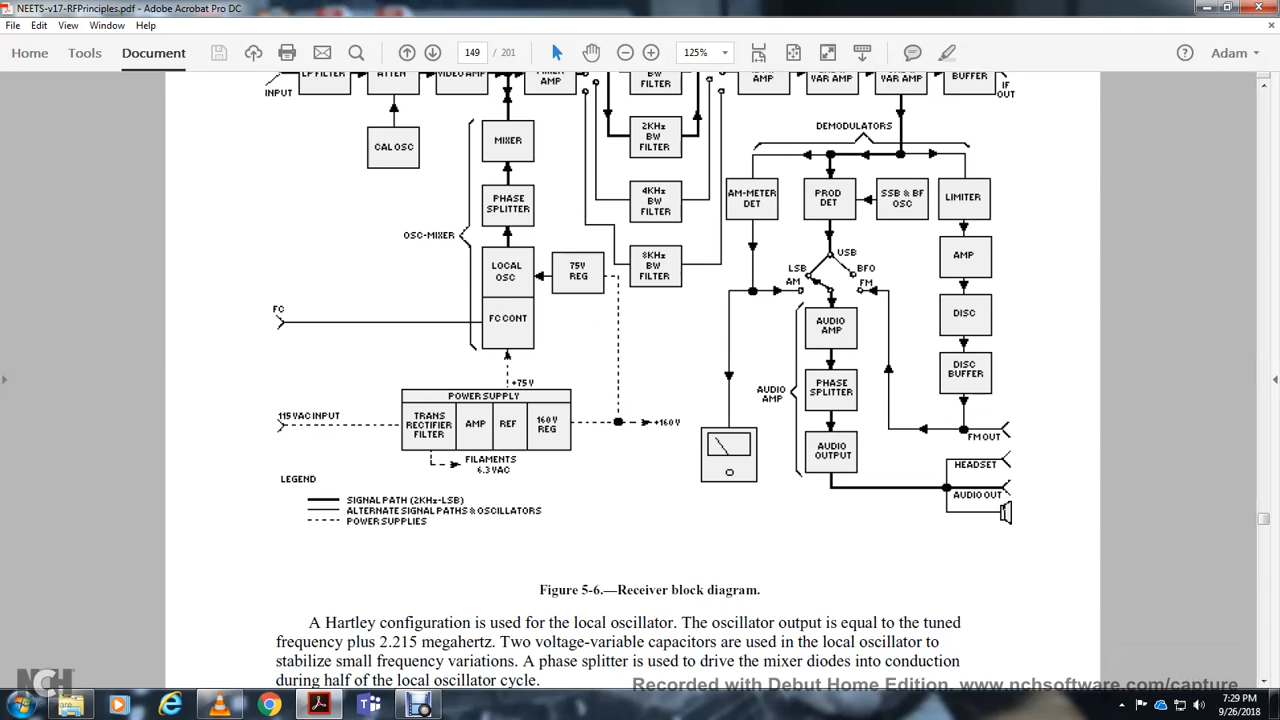 NEETS-v17-RFPrinciples.pdf - Adobe Acrobat Pro DC
File Edit View Window Help
Home Tools Document 149 / 201 125% Adam
INPUT
LP FILTER
ATTEN
VIDEO AMP
AMP
BW
FILTER
AMP
VAR AMP
VAR AMP
BUFFER
IF
OUT
CAL OSC
MIXER
2KHz
BW
FILTER
DEMODULATORS
PHASE
SPLITTER
4KHz
BW
FILTER
AM-METER
DET
PROD
DET
SSB & BF
OSC
LIMITER
OSC-MIXER
LOCAL
OSC
75V
REG
8KHz
BW
FILTER
USB
LSB
BFO
AM
FM
AMP
FC
FC CONT
AUDIO
AMP
DISC
+75 V
AUDIO
AMP
PHASE
SPLITTER
DISC
BUFFER
POWER SUPPLY
115 VAC INPUT
TRANS
RECTIFIER
FILTER
AMP
REF
160 V
REG
+160 V
FM OUT
FILAMENTS
6.3 VAC
AUDIO
OUTPUT
HEADSET
AUDIO OUT
LEGEND
SIGNAL PATH (2KHz-LSB)
ALTERNATE SIGNAL PATHS & OSCILLATORS
POWER SUPPLIES
Figure 5-6.—Receiver block diagram.
A Hartley configuration is used for the local oscillator. The oscillator output is equal to the tuned
frequency plus 2.215 megahertz. Two voltage-variable capacitors are used in the local oscillator to
stabilize small frequency variations. A phase splitter is used to drive the mixer diodes into conduction
during half of the local oscillator cycle.
NCH
Recorded with Debut Home Edition. www.nchsoftware.com/capture
7:29 PM
9/26/2018